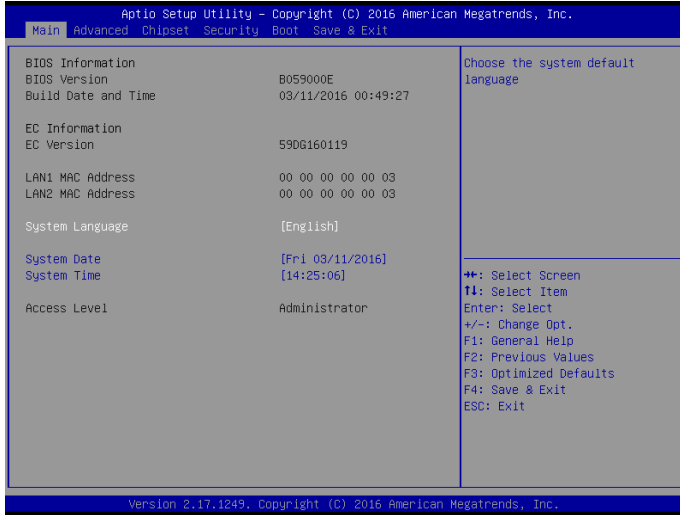 Aptio Setup Utility – Copyright (C) 2016 American Megatrends, Inc.
Main Advanced Chipset Security Boot Save & Exit
BIOS Information
BIOS Version B059000E
Build Date and Time 03/11/2016 00:49:27
EC Information
EC Version 59DG160119
LAN1 MAC Address 00 00 00 00 00 03
LAN2 MAC Address 00 00 00 00 00 03
System Language [English]
System Date [Fri 03/11/2016]
System Time [14:25:06]
Access Level Administrator
Choose the system default
language
→←: Select Screen
↑↓: Select Item
Enter: Select
+/-: Change Opt.
F1: General Help
F2: Previous Values
F3: Optimized Defaults
F4: Save & Exit
ESC: Exit
Version 2.17.1249. Copyright (C) 2016 American Megatrends, Inc.